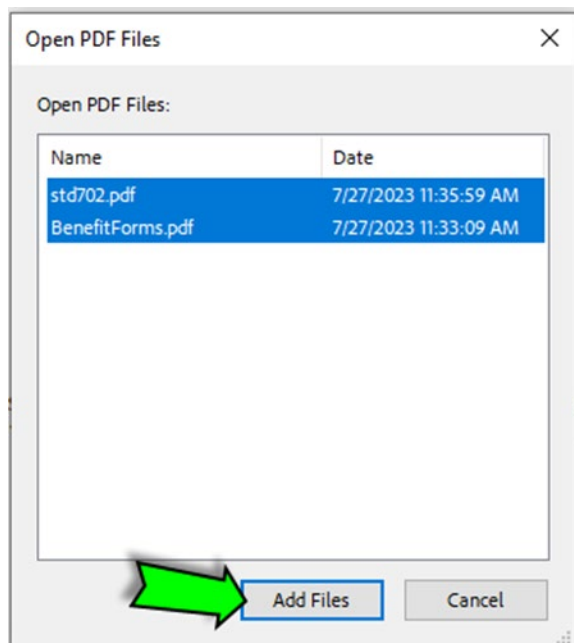 Open PDF Files
Open PDF Files:
Name Date
std702.pdf 7/27/2023 11:35:59 AM
BenefitForms.pdf 7/27/2023 11:33:09 AM
Add Files Cancel